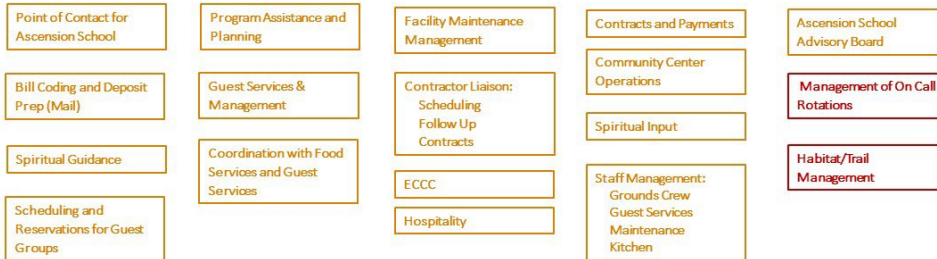 Point of Contact for
Ascension School
Bill Coding and Deposit
Prep (Mail)
Spiritual Guidance
Scheduling and
Reservations for Guest
Groups
Program Assistance and
Planning
Guest Services &
Management
Coordination with Food
Services and Guest
Services
Facility Maintenance
Management
Contractor Liaison:
Scheduling
Follow Up
Contracts
ECCC
Hospitality
Contracts and Payments
Community Center
Operations
Spiritual Input
Staff Management:
Grounds Crew
Guest Services
Maintenance
Kitchen
Ascension School
Advisory Board
Management of On Call
Rotations
Habitat/Trail
Management